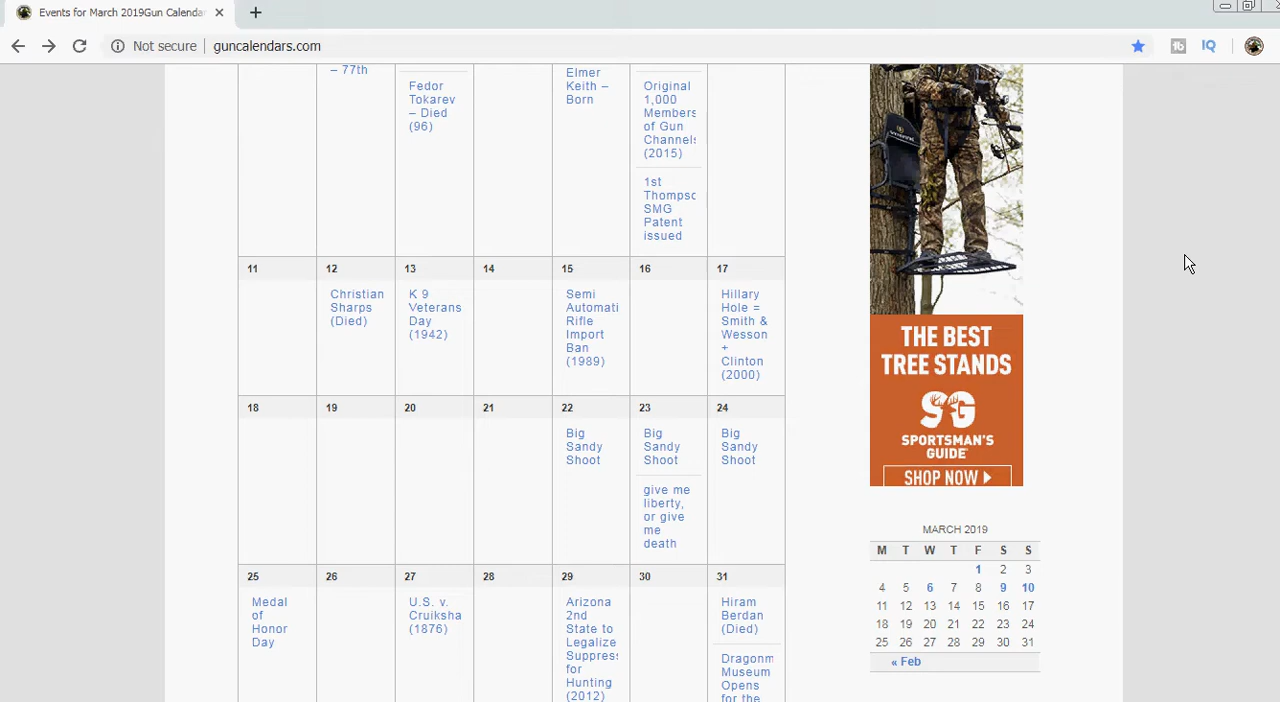 Events for March 2019Gun Calenda
Not secure
guncalendars.com
– 77th
Fedor
Tokarev
– Died
(96)
Elmer
Keith –
Born
Original
1,000
Members
of Gun
Channels
(2015)
1st
Thompso
SMG
Patent
issued
11 12 13 14 15 16 17
Christian
Sharps
(Died)
K 9
Veterans
Day
(1942)
Semi
Automati
Rifle
Import
Ban
(1989)
Hillary
Hole =
Smith &
Wesson
+
Clinton
(2000)
18 19 20 21 22 23 24
Big
Sandy
Shoot
Big
Sandy
Shoot
give me
liberty,
or give
me
death
Big
Sandy
Shoot
25 26 27 28 29 30 31
Medal
of
Honor
Day
U.S. v.
Cruiksha
(1876)
Arizona
2nd
State to
Legalize
Suppres
for
Hunting
(2012)
Hiram
Berdan
(Died)
Dragonm
Museum
Opens
for the
THE BEST
TREE STANDS
SG
SPORTSMAN'S
GUIDE
SHOP NOW
MARCH 2019
M T W T F S S
1 2 3
4 5 6 7 8 9 10
11 12 13 14 15 16 17
18 19 20 21 22 23 24
25 26 27 28 29 30 31
« Feb